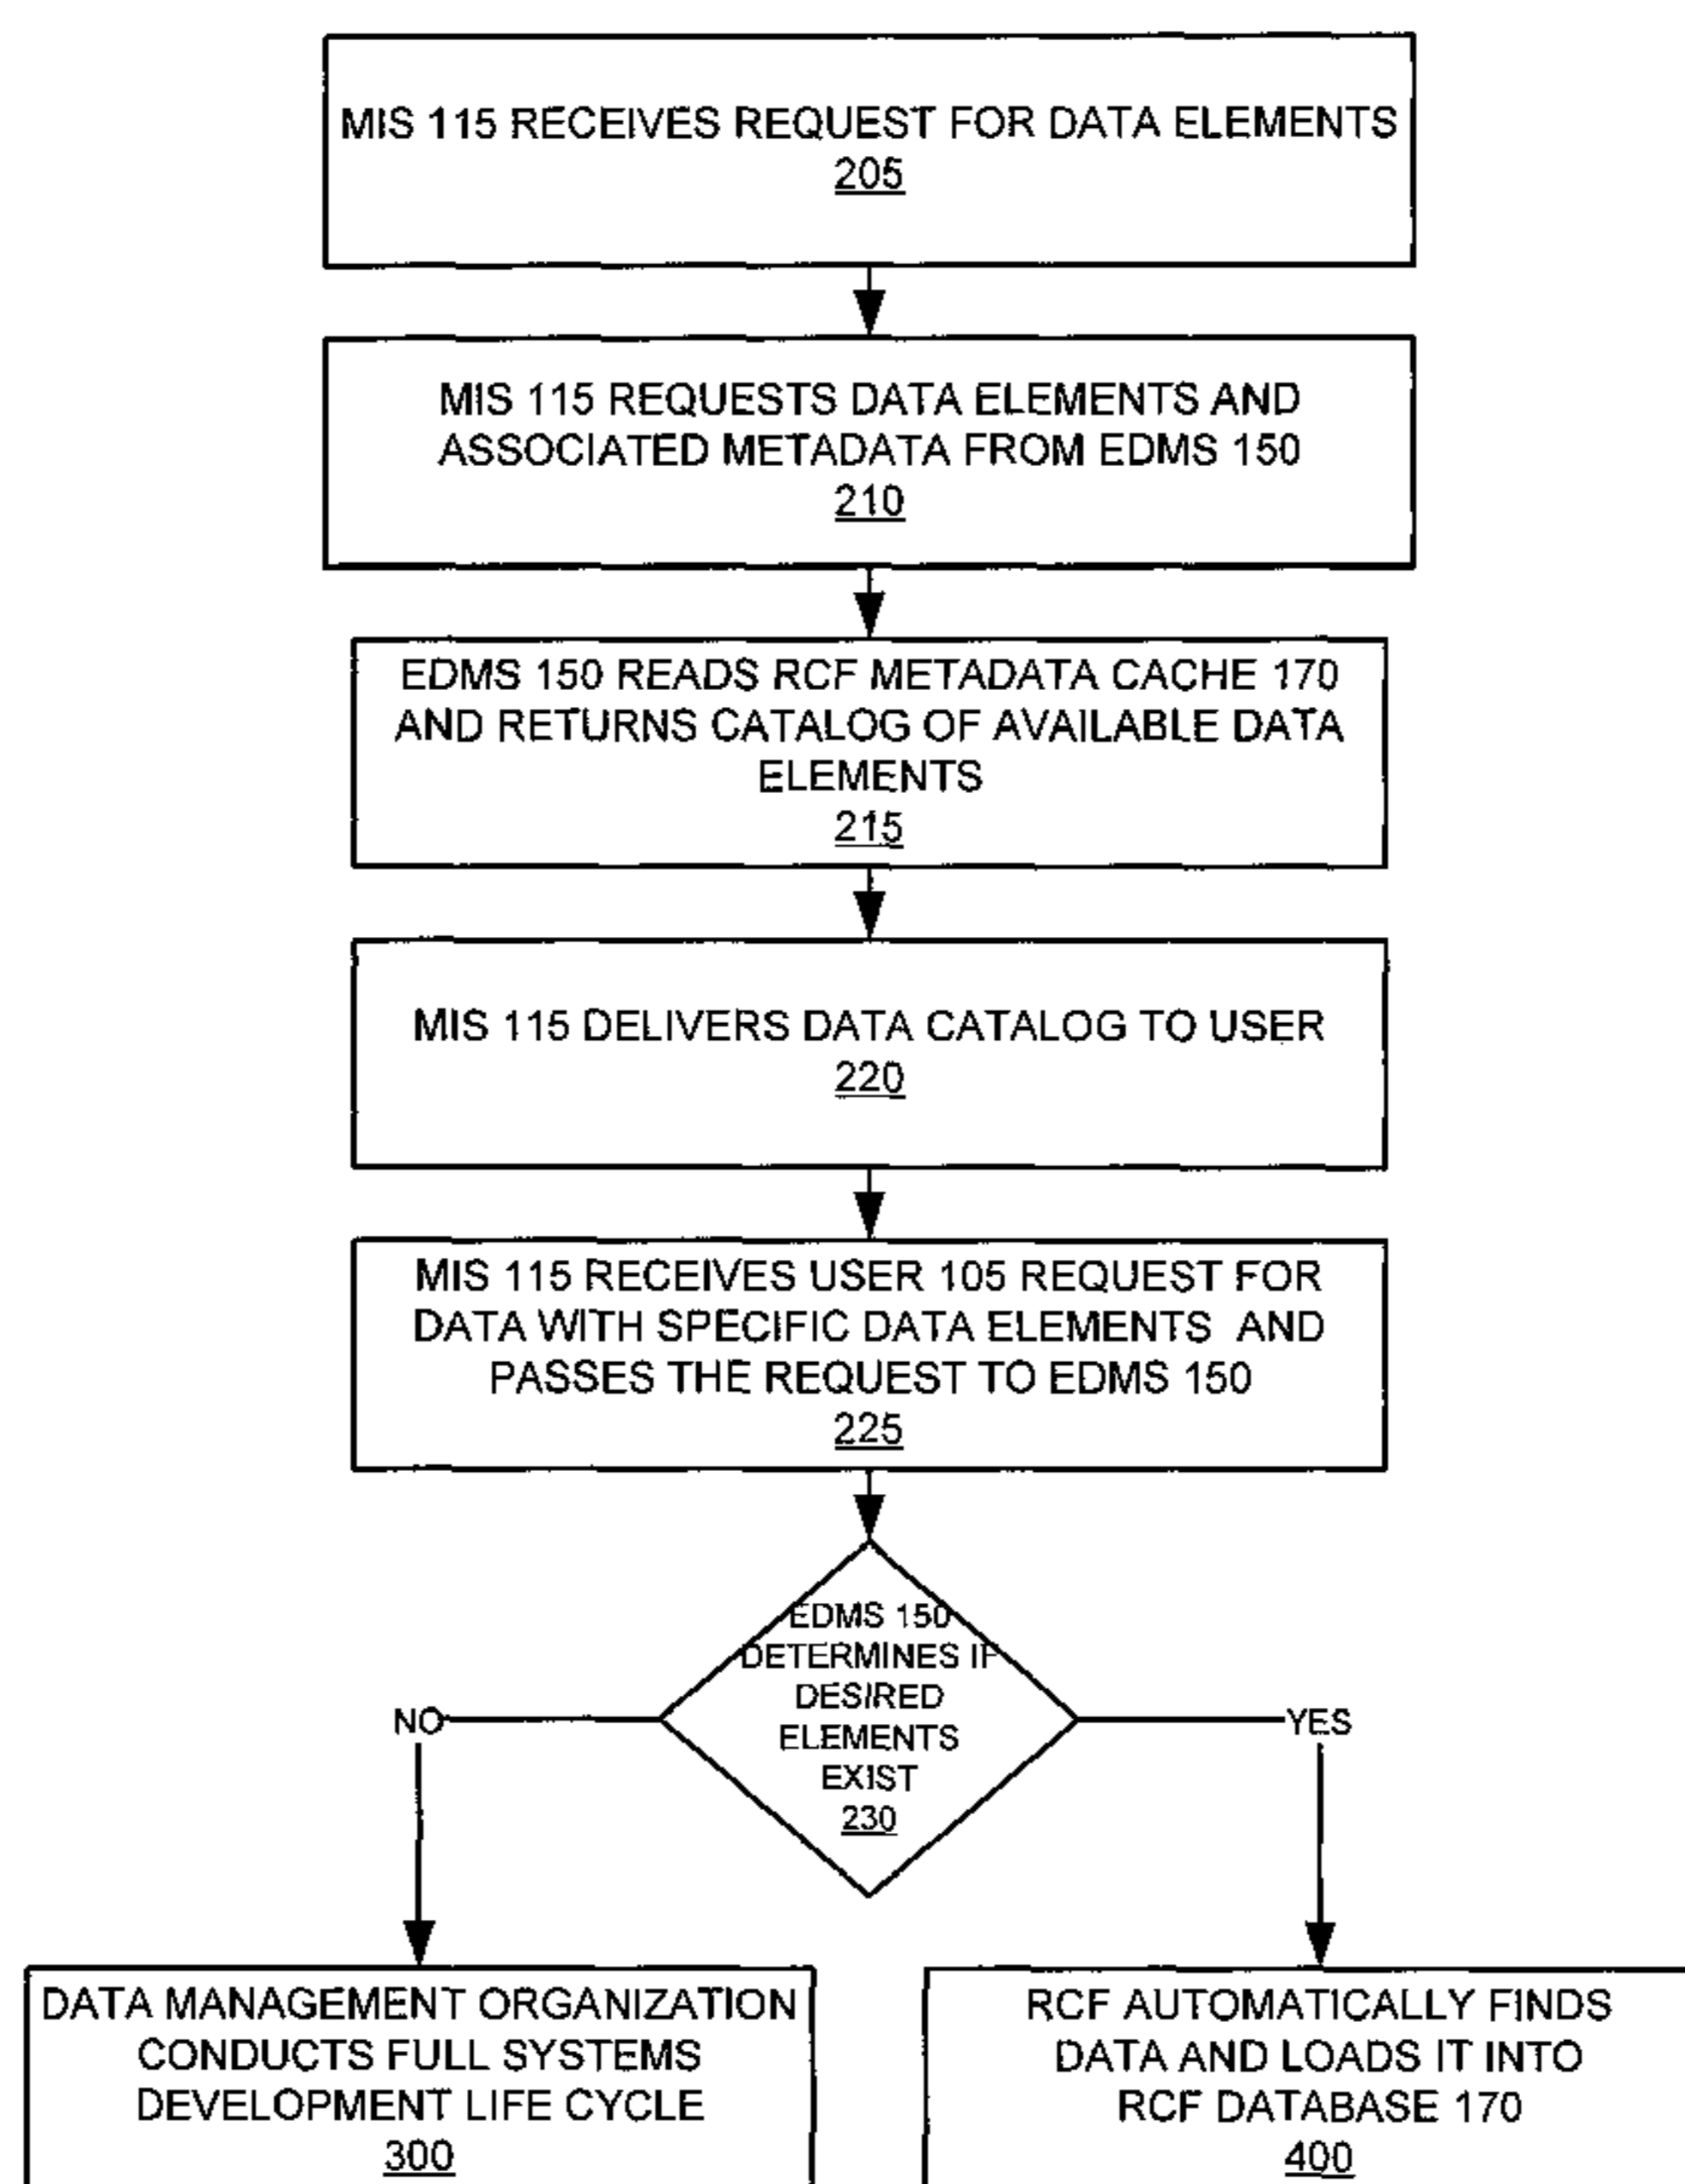 MIS 115 RECEIVES REQUEST FOR DATA ELEMENTS
205
MIS 115 REQUESTS DATA ELEMENTS AND
ASSOCIATED METADATA FROM EDMS 150
210
EDMS 150 READS RCF METADATA CACHE 170
AND RETURNS CATALOG OF AVAILABLE DATA
ELEMENTS
215
MIS 115 DELIVERS DATA CATALOG TO USER
220
MIS 115 RECEIVES USER 105 REQUEST FOR
DATA WITH SPECIFIC DATA ELEMENTS AND
PASSES THE REQUEST TO EDMS 150
225
EDMS 150
DETERMINES IF
DESIRED
ELEMENTS
EXIST
230
NO
YES
DATA MANAGEMENT ORGANIZATION
CONDUCTS FULL SYSTEMS
DEVELOPMENT LIFE CYCLE
300
RCF AUTOMATICALLY FINDS
DATA AND LOADS IT INTO
RCF DATABASE 170
400